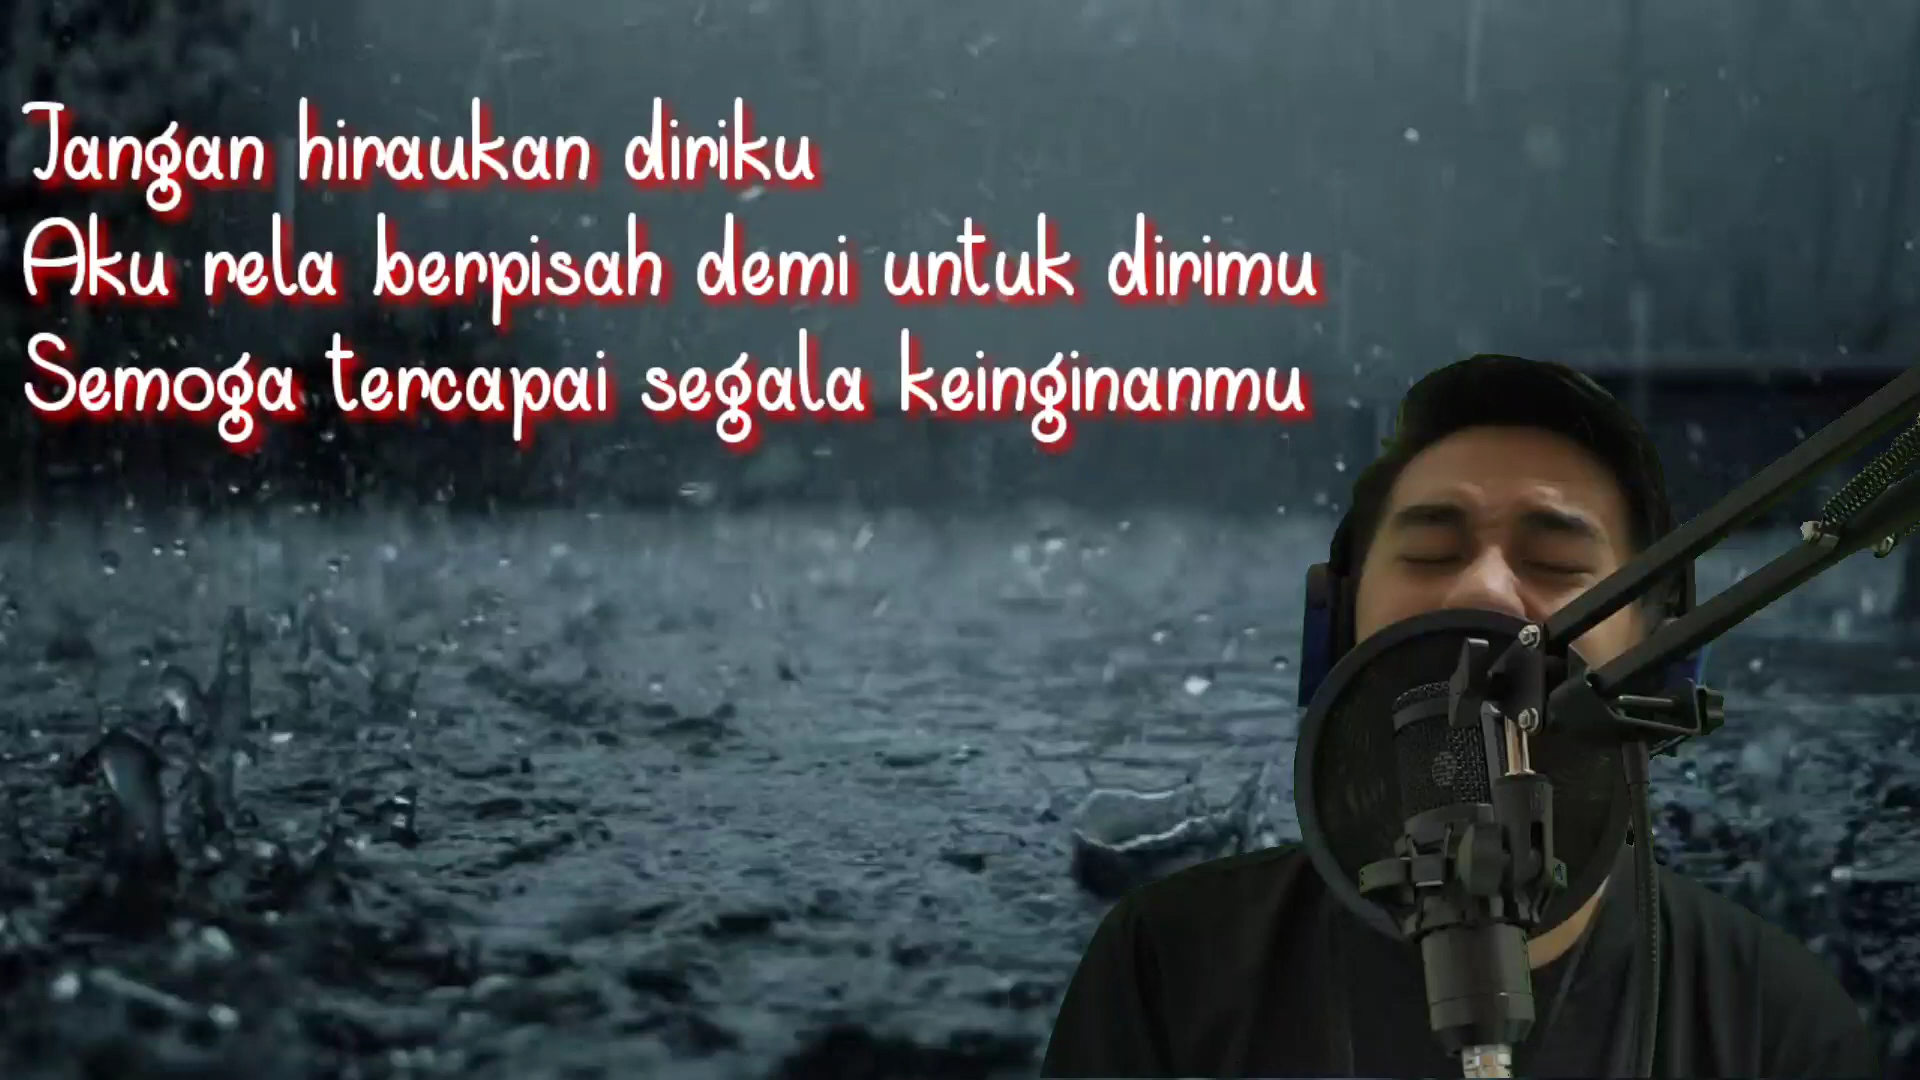 Jangan hiraukan diriku
Aku rela berpisah demi untuk dirimu
Semoga tercapai segala keinginanmu